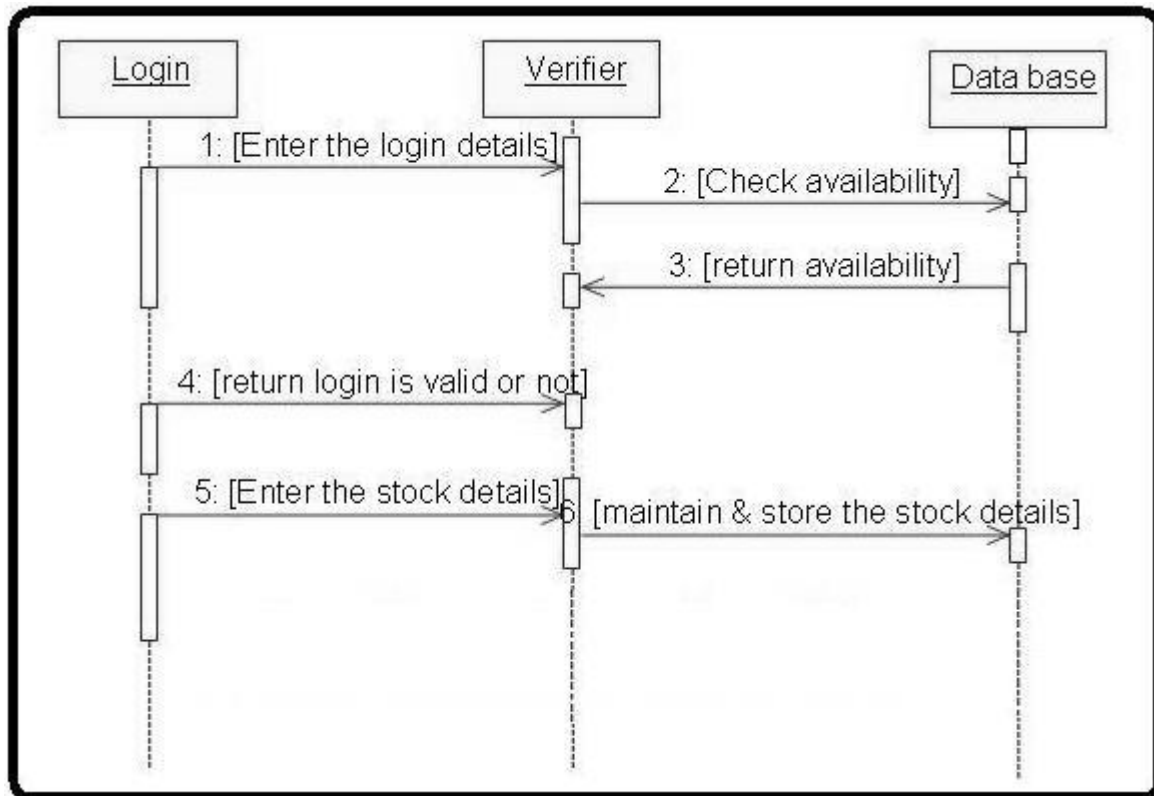 Login
Verifier
Data base
1: [Enter the login details]
2: [Check availability]
3: [return availability]
4: [return login is valid or not]
5: [Enter the stock details]
6: [maintain & store the stock details]